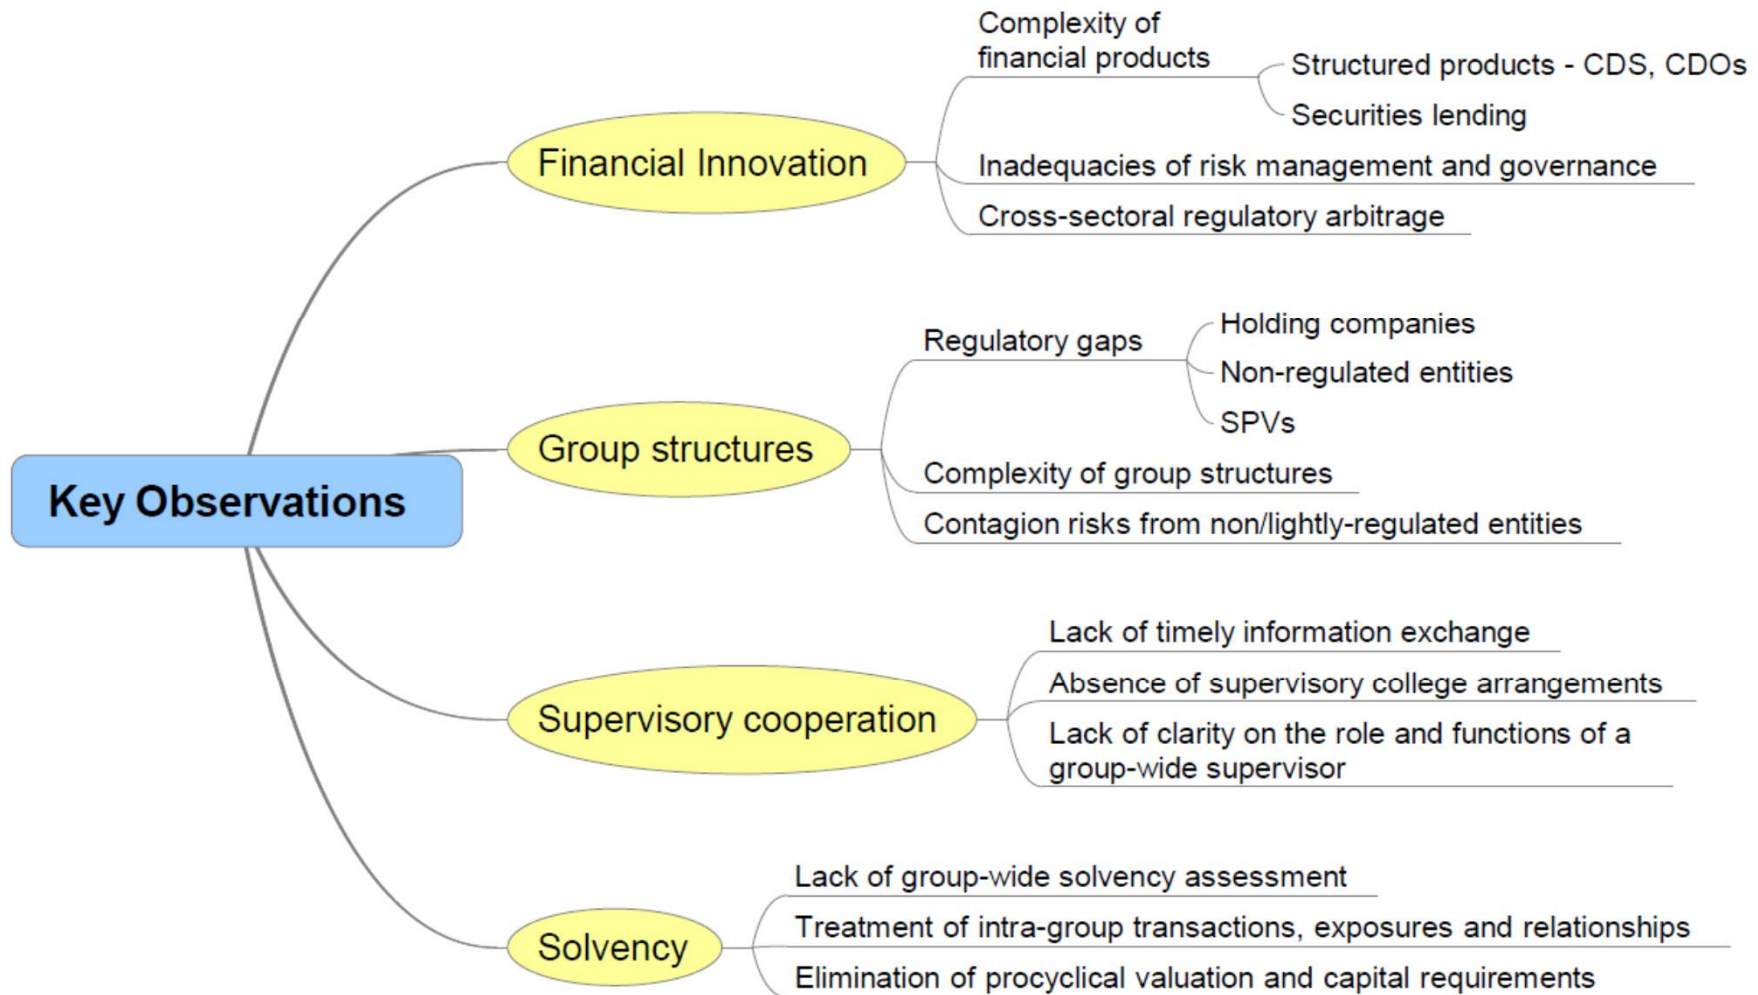 Key Observations
Financial Innovation
Complexity of
financial products
Structured products - CDS, CDOs
Securities lending
Inadequacies of risk management and governance
Cross-sectoral regulatory arbitrage
Group structures
Regulatory gaps
Holding companies
Non-regulated entities
SPVs
Complexity of group structures
Contagion risks from non/lightly-regulated entities
Supervisory cooperation
Lack of timely information exchange
Absence of supervisory college arrangements
Lack of clarity on the role and functions of a
group-wide supervisor
Solvency
Lack of group-wide solvency assessment
Treatment of intra-group transactions, exposures and relationships
Elimination of procyclical valuation and capital requirements